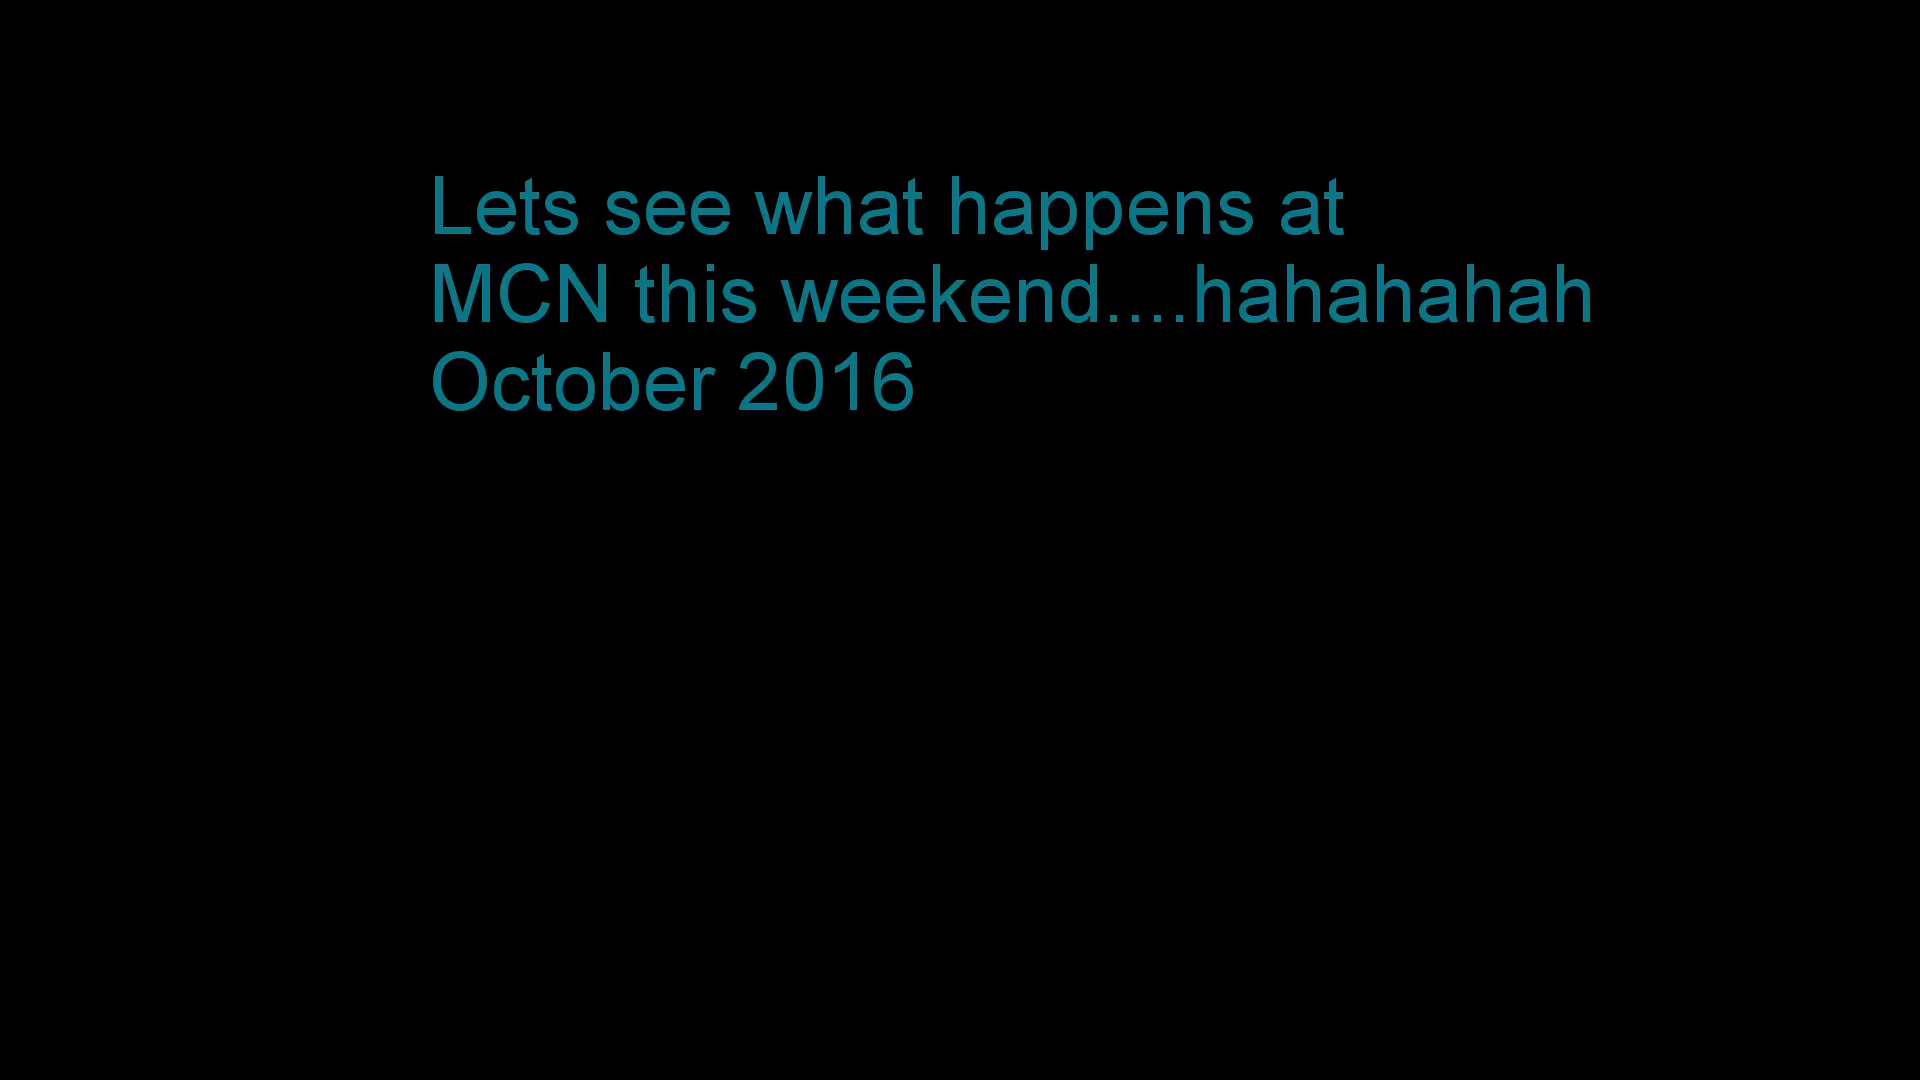 Lets see what happens at
MCN this weekend....hahahahah
October 2016